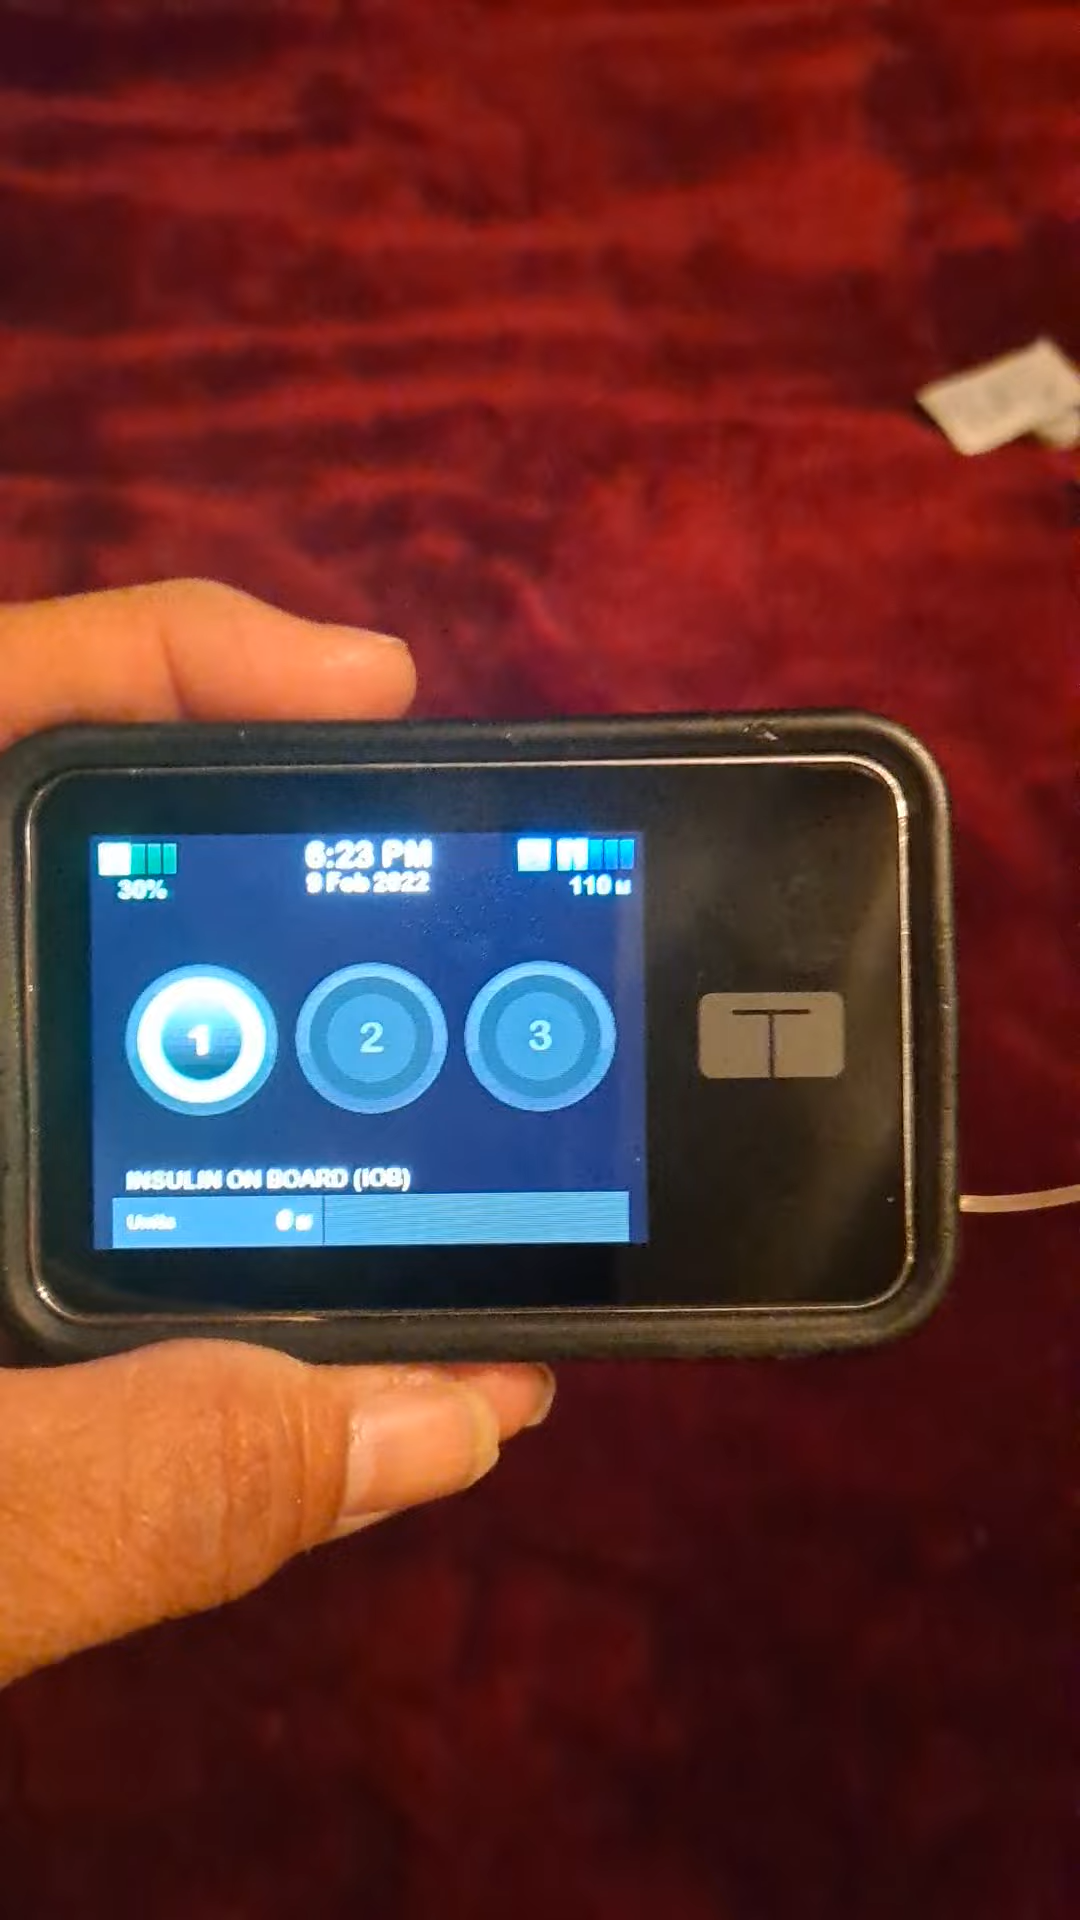 30%
6:23 PM
9 Feb 2022
110 u
1 2 3
INSULIN ON BOARD (IOB)
Units 0 u